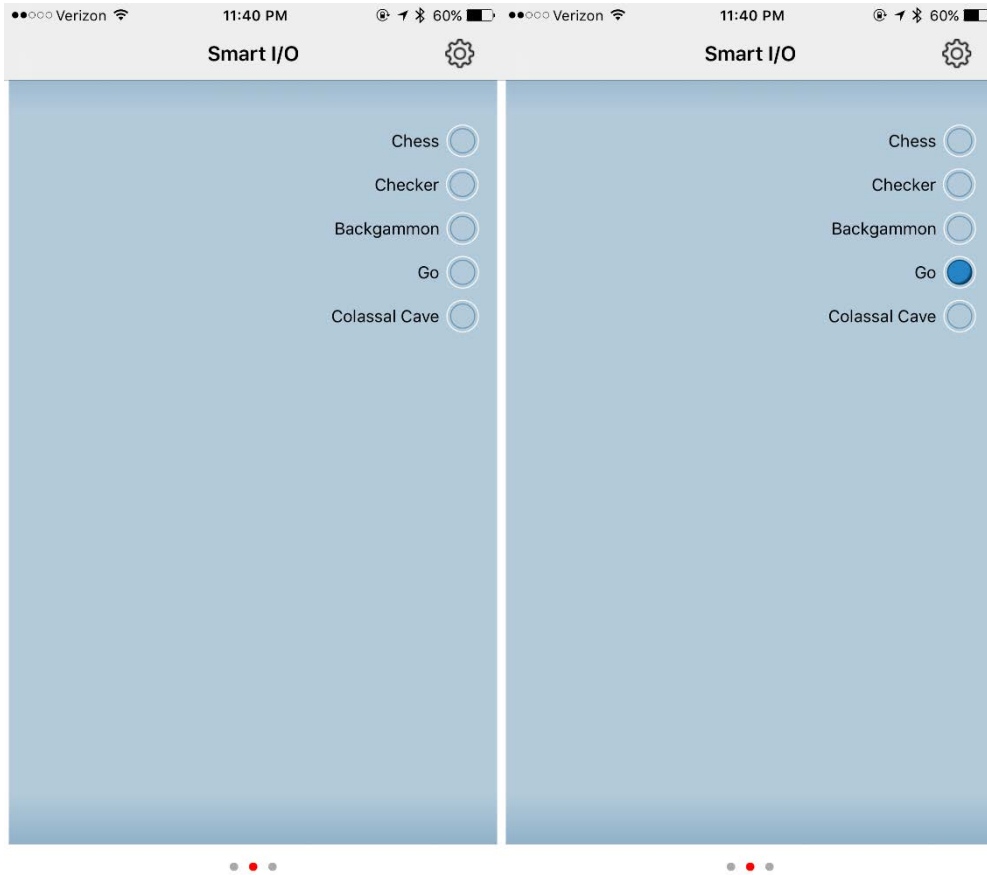 Verizon 11:40 PM 60%
Smart I/O
Chess
Checker
Backgammon
Go
Colassal Cave
Verizon 11:40 PM 60%
Smart I/O
Chess
Checker
Backgammon
Go
Colassal Cave